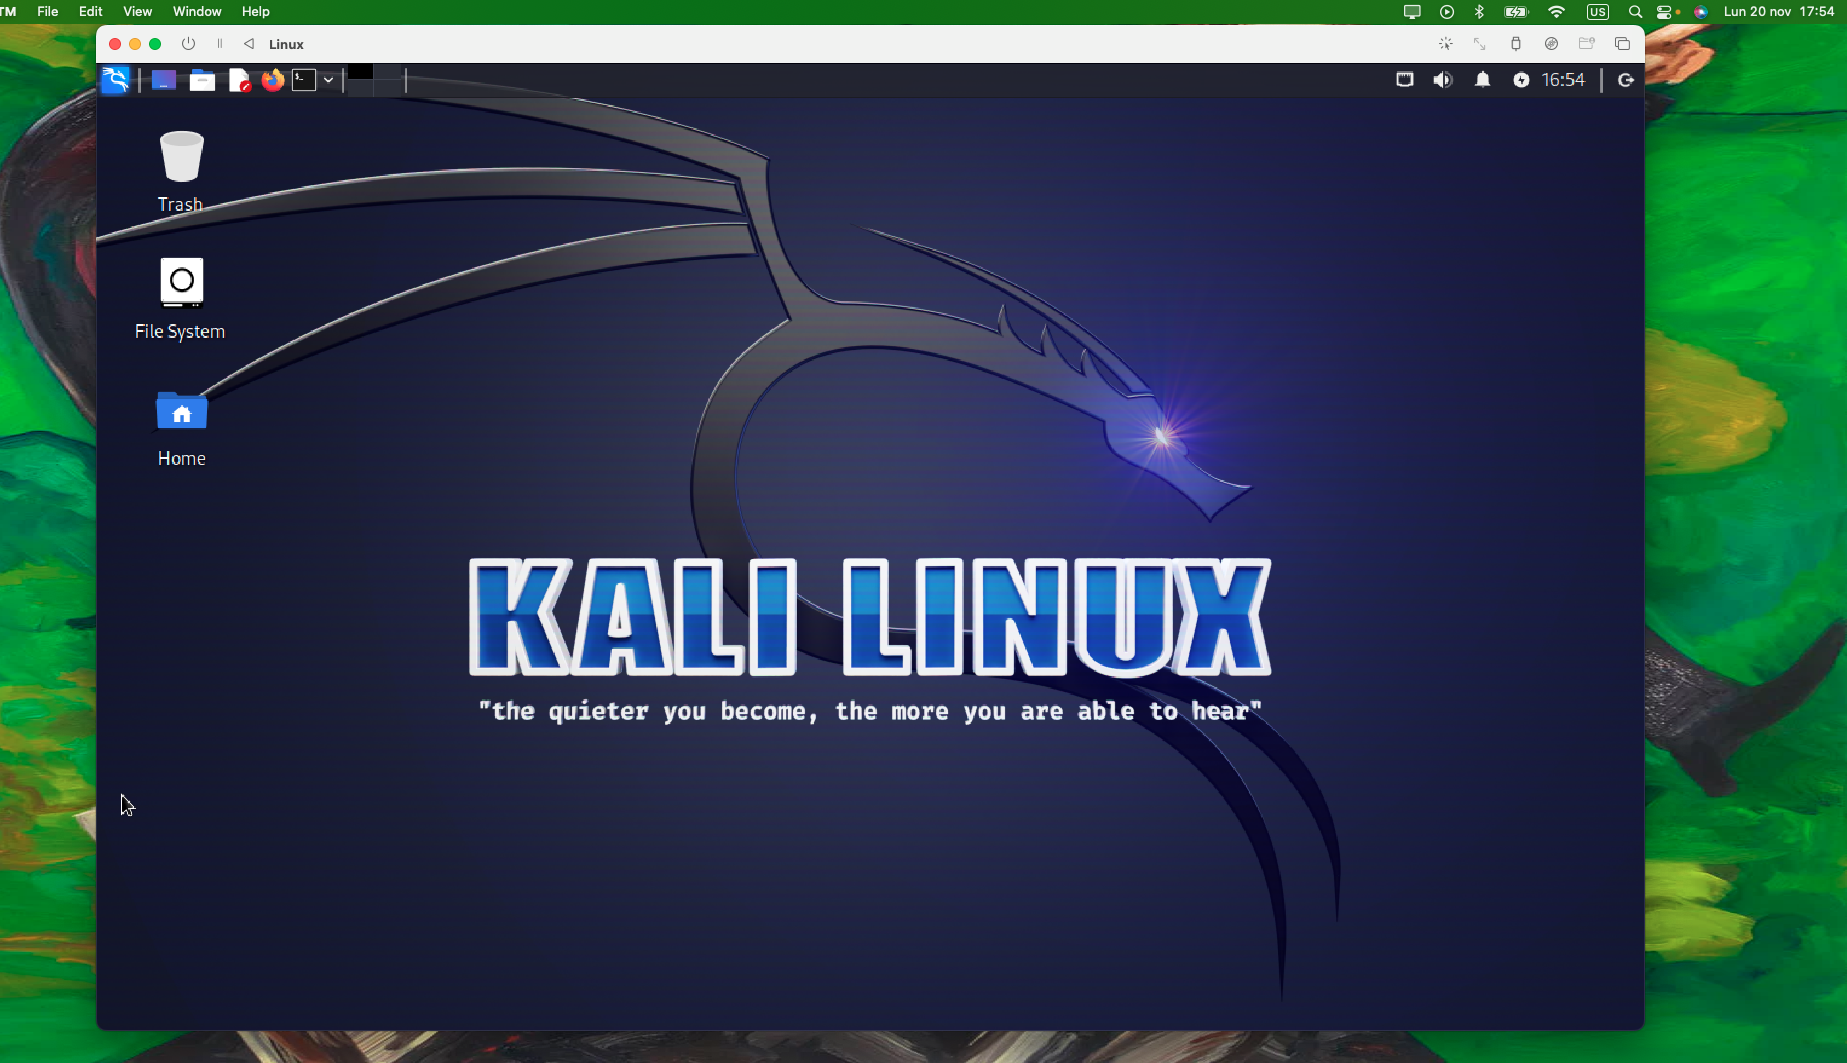 TM File Edit View Window Help US Lun 20 nov 17:54
Linux
16:54
Trash
File System
Home
KALI LINUX
"the quieter you become, the more you are able to hear"